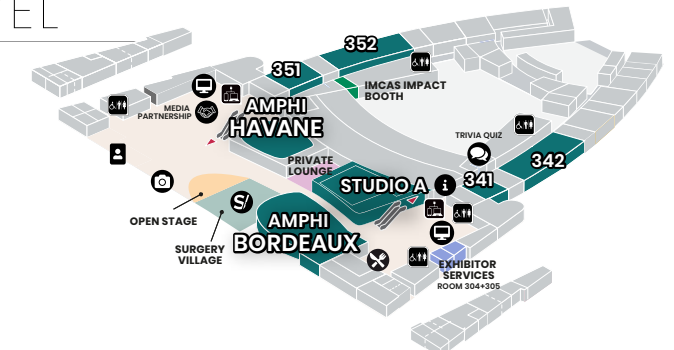 EL
352
351
IMCAS IMPACT
BOOTH
MEDIA
PARTNERSHIP
AMPHI
HAVANE
TRIVIA QUIZ
342
PRIVATE
LOUNGE
STUDIO A
i
341
S/
OPEN STAGE
AMPHI
BORDEAUX
SURGERY
VILLAGE
EXHIBITOR
SERVICES
ROOM 304+305